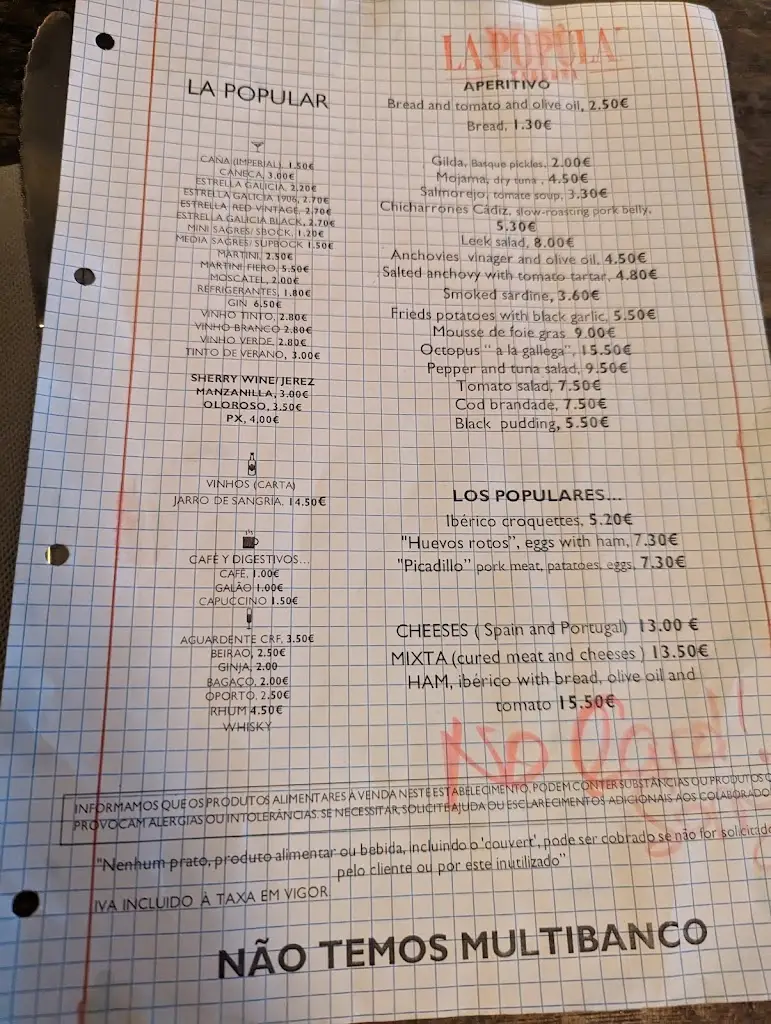 LA POPULAR
CAÑA (IMPERIAL), 1.50€
CANECA, 3.00€
ESTRELLA GALICIA, 2.20€
ESTRELLA GALICIA 1906, 2.70€
ESTRELLA RED VINTAGE, 2.70€
ESTRELLA GALICIA BLACK, 2.70€
MINI SAGRES/ SBOCK, 1.20€
MEDIA SAGRES/ SUPBOCK 1.50€
MARTINI, 2.50€
MARTINI FIERO, 5.50€
MOSCATEL, 2.00€
REFRIGERANTES, 1.80€
GIN 6.50€
VINHO TINTO, 2.80€
VINHO BRANCO 2.80€
VINHO VERDE, 2.80€
TINTO DE VERANO, 3.00€
SHERRY WINE/JEREZ
MANZANILLA, 3.00€
OLOROSO, 3.50€
PX, 4.00€
VINHOS (CARTA)
JARRO DE SANGRIA, 14.50€
CAFÉ Y DIGESTIVOS...
CAFÉ, 1.00€
GALÃO 1.00€
CAPUCCINO 1.50€
AGUARDENTE CRF, 3.50€
BEIRAO, 2.50€
GINJA, 2.00
BAGAÇO, 2.00€
OPORTO, 2.50€
RHUM 4.50€
WHISKY
LA POPULA
APERITIVO
Bread and tomato and olive oil, 2.50€
Bread, 1.30€
Gilda, Basque pickles, 2.00€
Mojama, dry tuna , 4.50€
Salmorejo, tomate soup, 3.30€
Chicharrones Cádiz, slow-roasting pork belly,
5.30€
Leek salad, 8.00€
Anchovies, vinager and olive oil, 4.50€
Salted anchovy with tomato tartar, 4.80€
Smoked sardine, 3.60€
Frieds potatoes with black garlic, 5.50€
Mousse de foie gras 9.00€
Octopus " a la gallega", 15.50€
Pepper and tuna salad, 9.50€
Tomato salad, 7.50€
Cod brandade, 7.50€
Black pudding, 5.50€
LOS POPULARES...
Ibérico croquettes, 5.20€
"Huevos rotos", eggs with ham, 7.30€
"Picadillo" pork meat, patatoes, eggs, 7.30€
CHEESES ( Spain and Portugal) 13.00 €
MIXTA (cured meat and cheeses ) 13.50€
HAM, ibérico with bread, olive oil and
tomato 15.50€
No Card!
INFORMAMOS QUE OS PRODUTOS ALIMENTARES À VENDA NESTE ESTABELECIMENTO, PODEM CONTER SUBSTÂNCIAS OU PRODUTOS Q
PROVOCAM ALERGIAS OU INTOLERÂNCIAS. SE NECESSITAR, SOLICITE AJUDA OU ESCLARECIMENTOS ADICIONAIS AOS COLABORADO
"Nenhum prato, produto alimentar ou bebida, incluindo o 'couvert', pode ser cobrado se não for solicitado
pelo cliente ou por este inutilizado"
IVA INCLUIDO À TAXA EM VIGOR
NÃO TEMOS MULTIBANCO